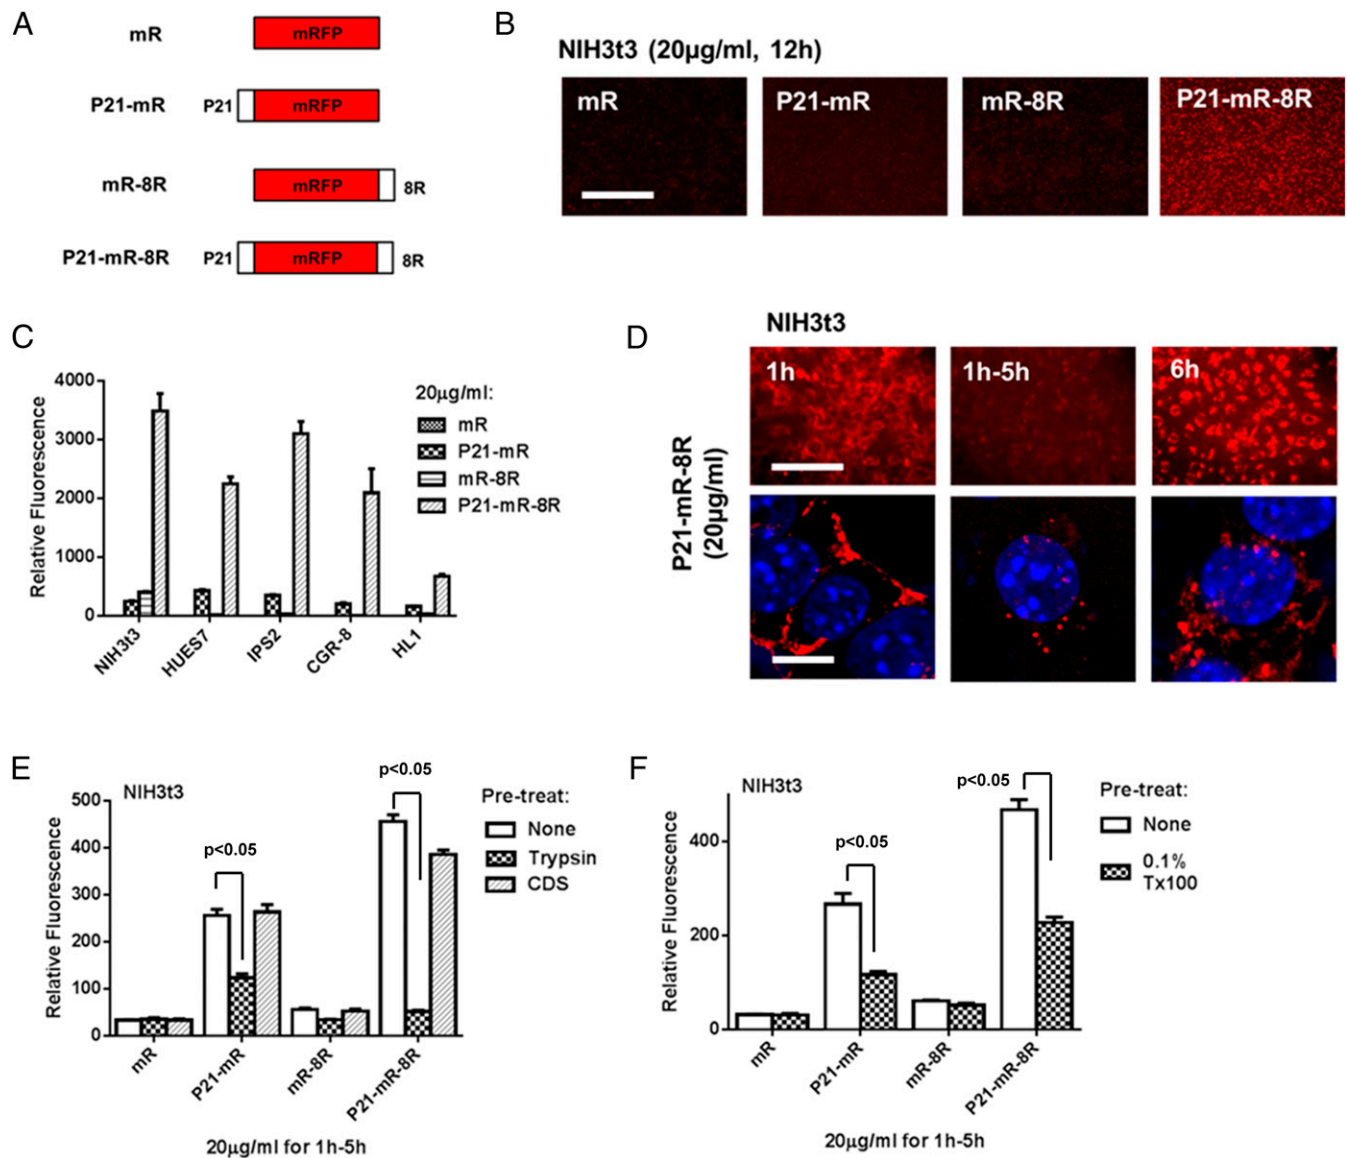 A
mR
mRFP
P21-mR
P21
mRFP
mR-8R
mRFP
8R
P21-mR-8R
P21
mRFP
8R
B
NIH3t3 (20µg/ml, 12h)
mR
P21-mR
mR-8R
P21-mR-8R
C
Relative Fluorescence
4000
3000
2000
1000
0
NIH3t3
HUES7
IPS2
CGR-8
HL1
20µg/ml:
mR
P21-mR
mR-8R
P21-mR-8R
D
NIH3t3
P21-mR-8R
(20µg/ml)
1h
1h-5h
6h
E
NIH3t3
Relative Fluorescence
500
400
300
200
100
0
p<0.05
p<0.05
mR
P21-mR
mR-8R
P21-mR-8R
20µg/ml for 1h-5h
Pre-treat:
None
Trypsin
CDS
F
NIH3t3
Relative Fluorescence
400
200
0
p<0.05
p<0.05
mR
P21-mR
mR-8R
P21-mR-8R
20µg/ml for 1h-5h
Pre-treat:
None
0.1%
Tx100